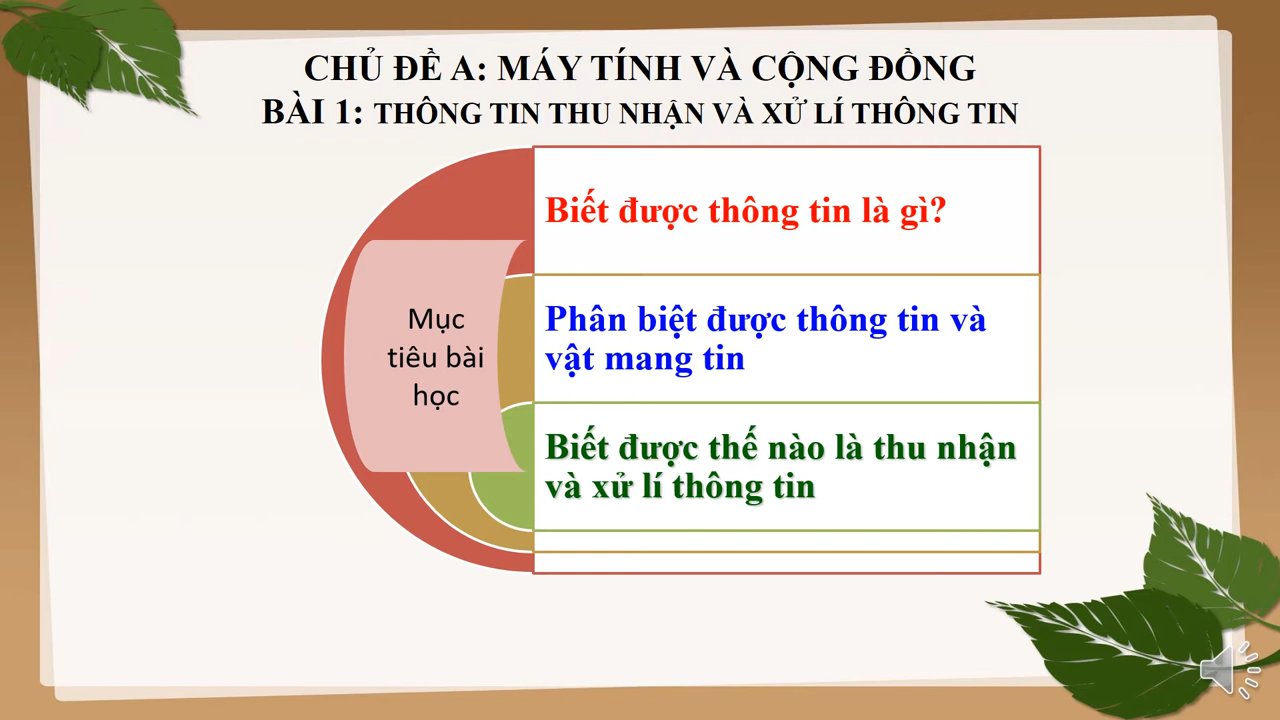 CHỦ ĐỀ A: MÁY TÍNH VÀ CỘNG ĐỒNG
BÀI 1: THÔNG TIN THU NHẬN VÀ XỬ LÍ THÔNG TIN
Mục
tiêu bài
học
Biết được thông tin là gì?
Phân biệt được thông tin và
vật mang tin
Biết được thế nào là thu nhận
và xử lí thông tin